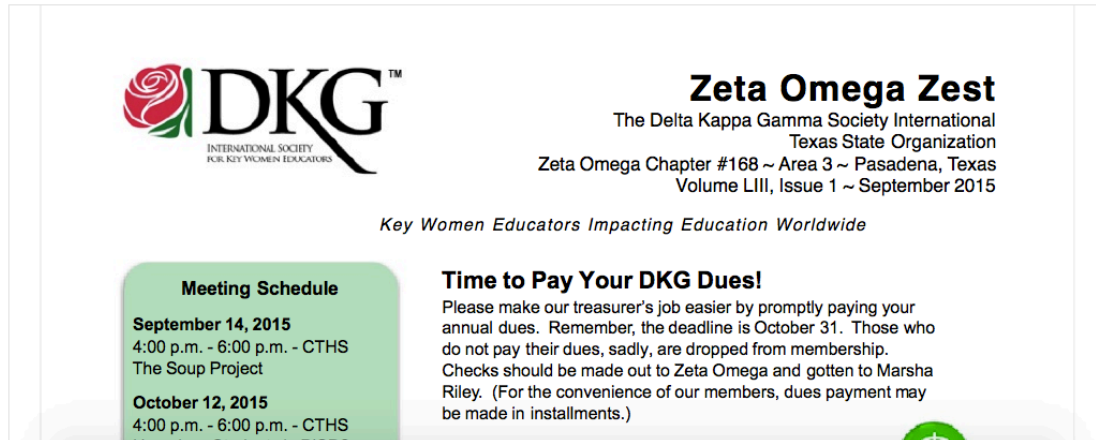 DKG™
INTERNATIONAL SOCIETY
FOR KEY WOMEN EDUCATORS
Zeta Omega Zest
The Delta Kappa Gamma Society International
Texas State Organization
Zeta Omega Chapter #168 ~ Area 3 ~ Pasadena, Texas
Volume LIII, Issue 1 ~ September 2015
Key Women Educators Impacting Education Worldwide
Meeting Schedule
September 14, 2015
4:00 p.m. - 6:00 p.m. - CTHS
The Soup Project
October 12, 2015
4:00 p.m. - 6:00 p.m. - CTHS
Time to Pay Your DKG Dues!
Please make our treasurer's job easier by promptly paying your
annual dues.  Remember, the deadline is October 31.  Those who
do not pay their dues, sadly, are dropped from membership.
Checks should be made out to Zeta Omega and gotten to Marsha
Riley.  (For the convenience of our members, dues payment may
be made in installments.)